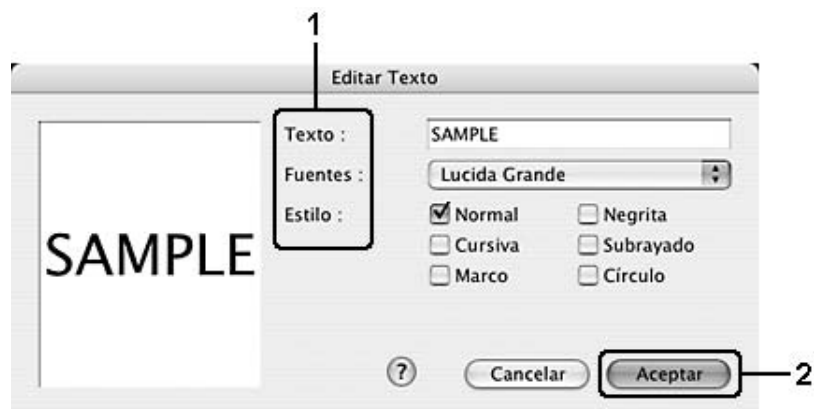 1
Editar Texto
Texto : SAMPLE
Fuentes : Lucida Grande
Estilo : Normal Negrita
Cursiva Subrayado
SAMPLE
Marco Círculo
? Cancelar Aceptar 2